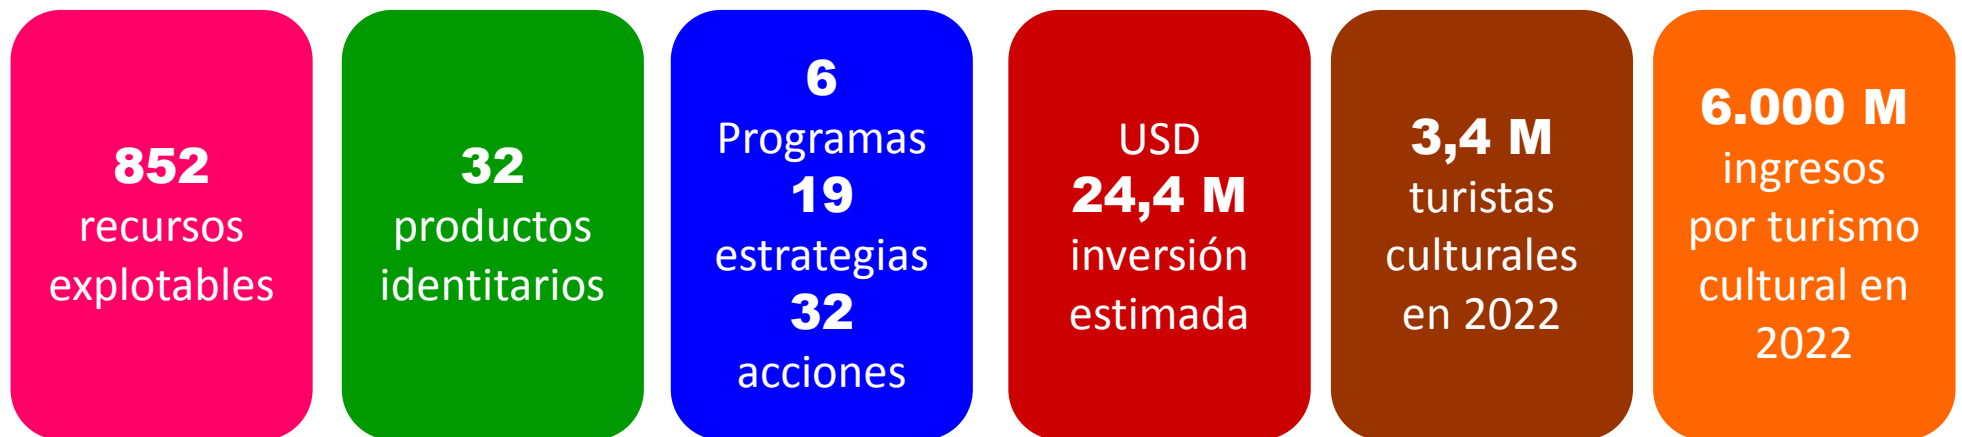 852
recursos
explotables
32
productos
identitarios
6
Programas
19
estrategias
32
acciones
USD
24,4 M
inversión
estimada
3,4 M
turistas
culturales
en 2022
6.000 M
ingresos
por turismo
cultural en
2022